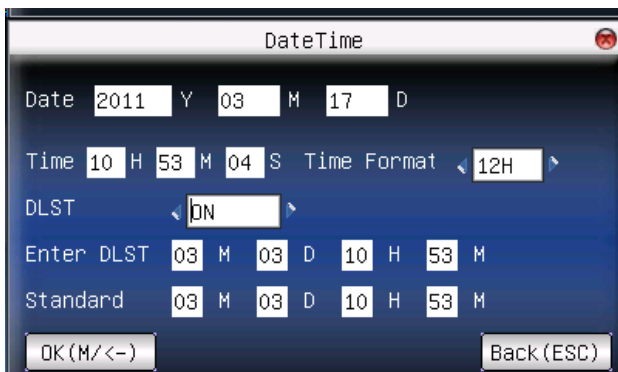 DateTime
Date 2011 Y 03 M 17 D
Time 10 H 53 M 04 S Time Format 12H
DLST ON
Enter DLST 03 M 03 D 10 H 53 M
Standard 03 M 03 D 10 H 53 M
OK(M/<-) Back(ESC)